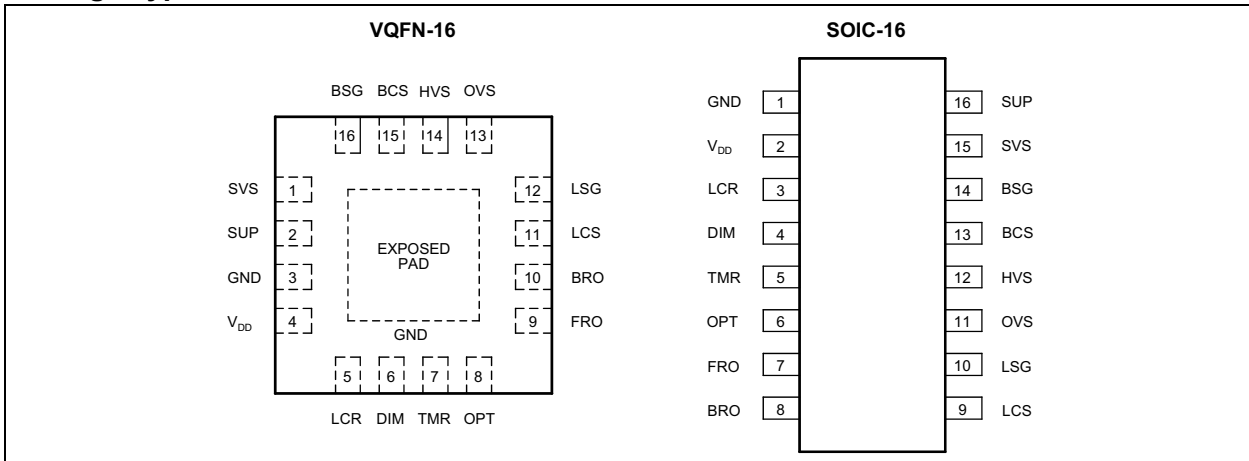 VQFN-16
BSG BCS HVS OVS
16 15 14 13
SVS 1
SUP 2
GND 3
VDD 4
12 LSG
11 LCS
10 BRO
9 FRO
EXPOSED
PAD
GND
5 6 7 8
LCR DIM TMR OPT
SOIC-16
GND 1
VDD 2
LCR 3
DIM 4
TMR 5
OPT 6
FRO 7
BRO 8
16 SUP
15 SVS
14 BSG
13 BCS
12 HVS
11 OVS
10 LSG
9 LCS